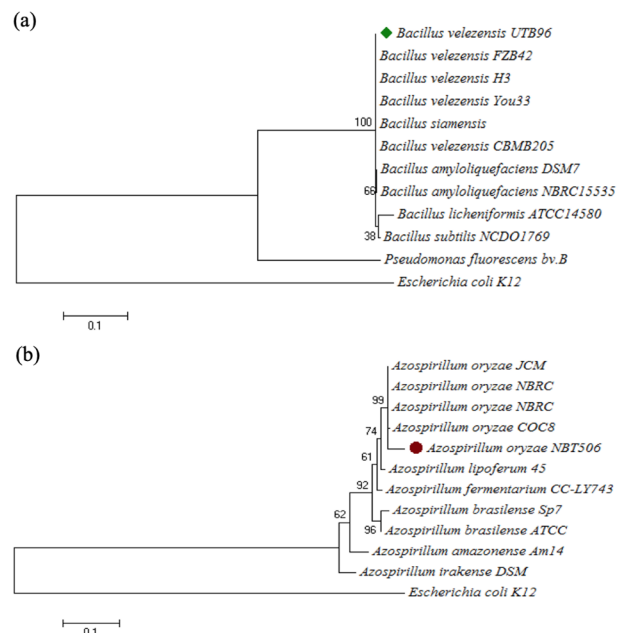 (a)
Bacillus velezensis UTB96
Bacillus velezensis FZB42
Bacillus velezensis H3
Bacillus velezensis You33
100
Bacillus siamensis
Bacillus velezensis CBMB205
Bacillus amyloliquefaciens DSM7
66
Bacillus amyloliquefaciens NBRC15535
Bacillus licheniformis ATCC14580
38
Bacillus subtilis NCDO1769
Pseudomonas fluorescens bv.B
Escherichia coli K12
0.1
(b)
Azospirillum oryzae JCM
Azospirillum oryzae NBRC
99
Azospirillum oryzae NBRC
Azospirillum oryzae COC8
74
Azospirillum oryzae NBT506
61
Azospirillum lipoferum 45
92
Azospirillum fermentarium CC-LY743
Azospirillum brasilense Sp7
96
Azospirillum brasilense ATCC
62
Azospirillum amazonense Am14
Azospirillum irakense DSM
Escherichia coli K12
0.1